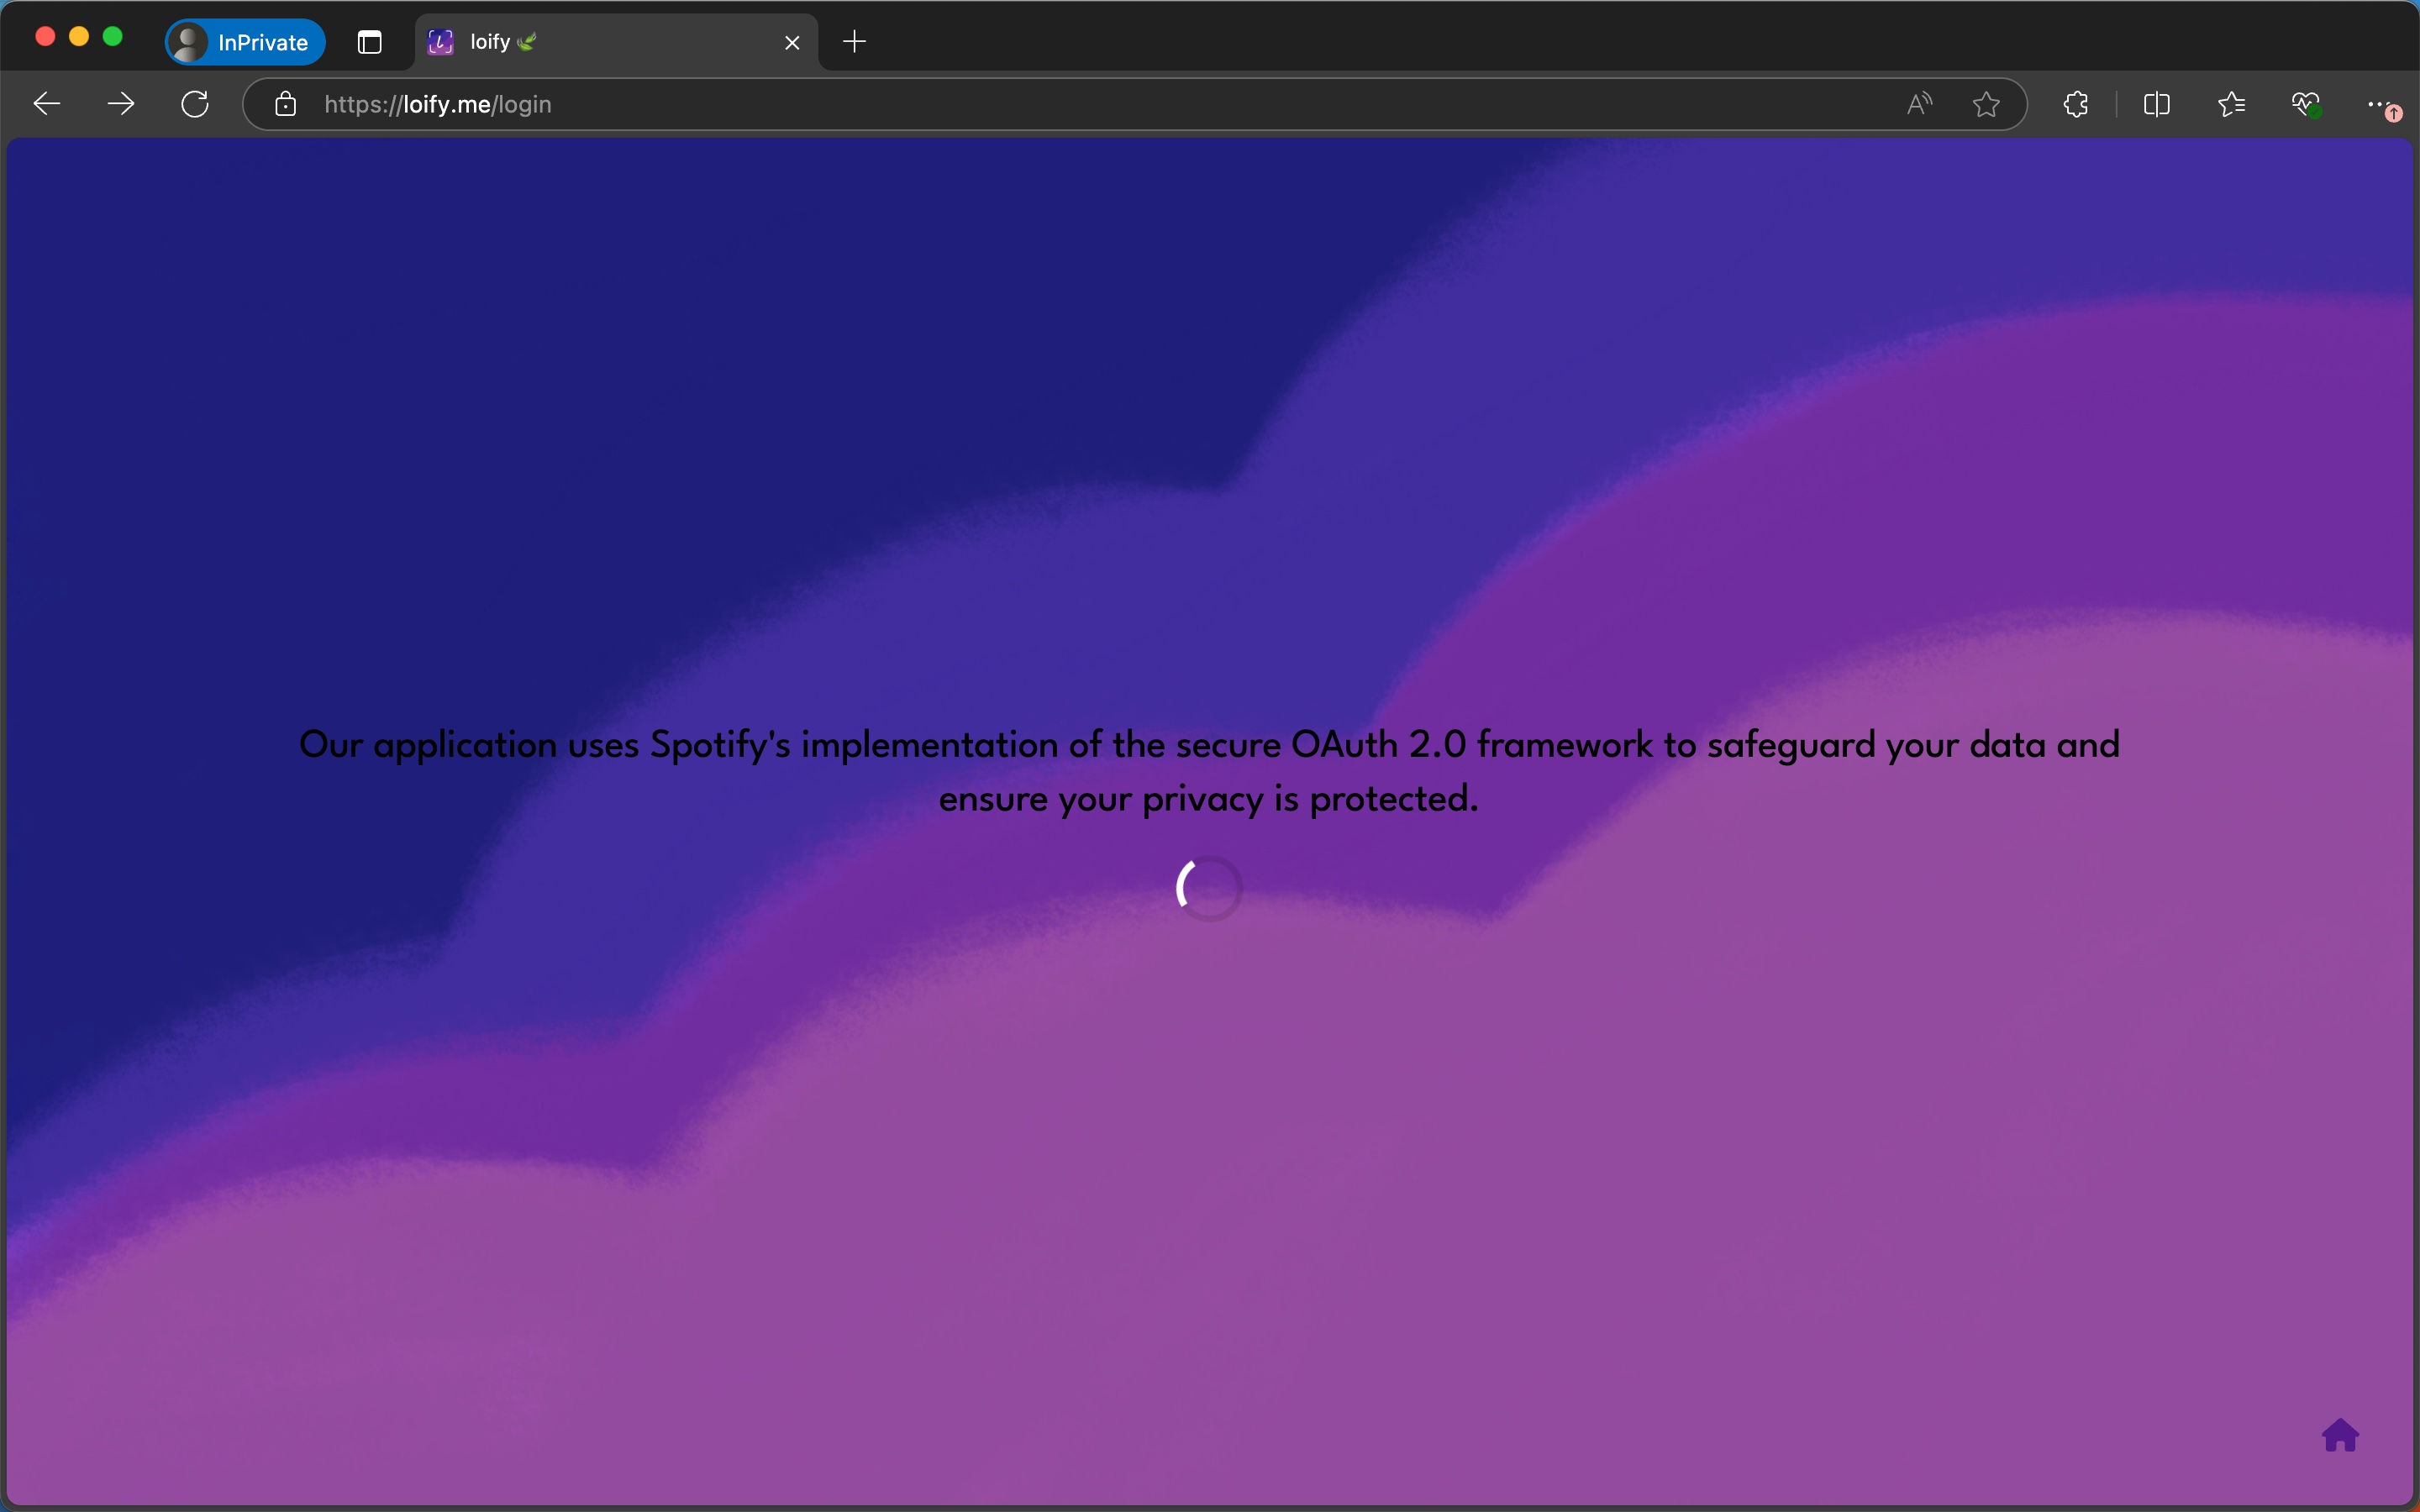 InPrivate
loify 🌿
https://loify.me/login
Our application uses Spotify's implementation of the secure OAuth 2.0 framework to safeguard your data and
ensure your privacy is protected.